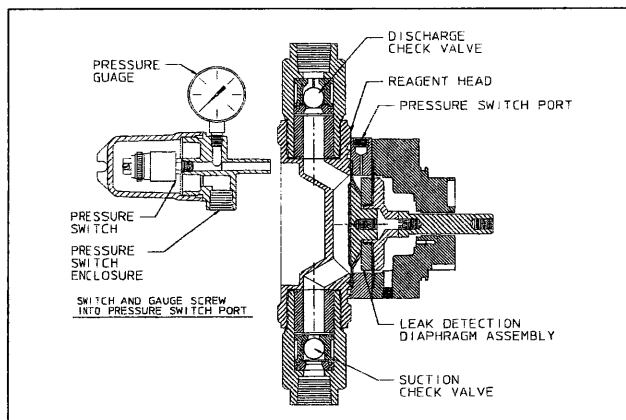 PRESSURE
GUAGE
DISCHARGE
CHECK VALVE
REAGENT HEAD
PRESSURE SWITCH PORT
PRESSURE
SWITCH
PRESSURE
SWITCH
ENCLOSURE
SWITCH AND GAUGE SCREW
INTO PRESSURE SWITCH PORT
LEAK DETECTION
DIAPHRAGM ASSEMBLY
SUCTION
CHECK VALVE